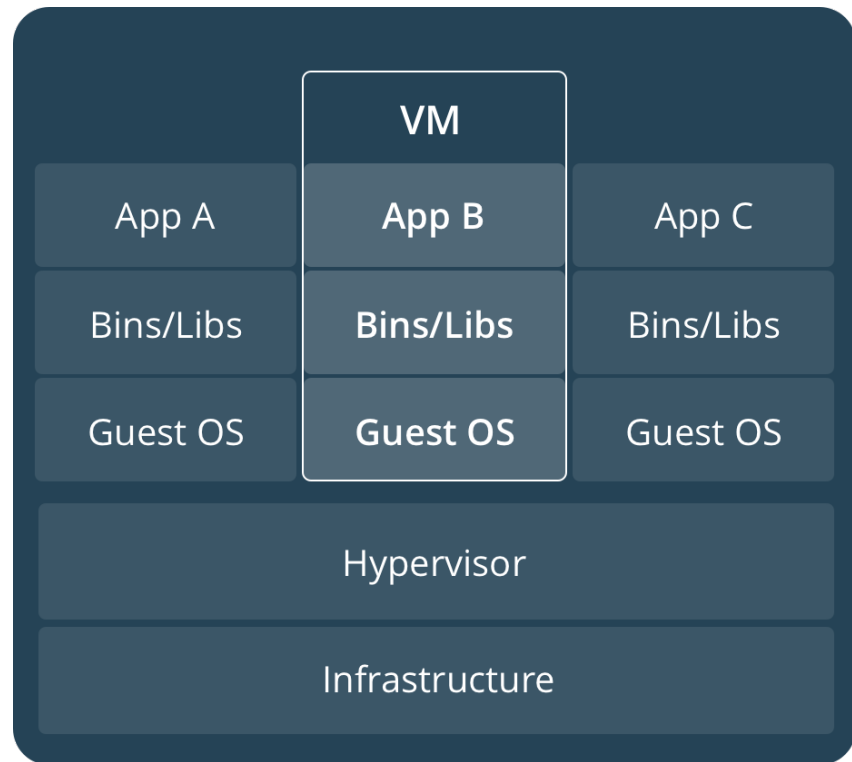 VM
App A
App B
App C
Bins/Libs
Bins/Libs
Bins/Libs
Guest OS
Guest OS
Guest OS
Hypervisor
Infrastructure